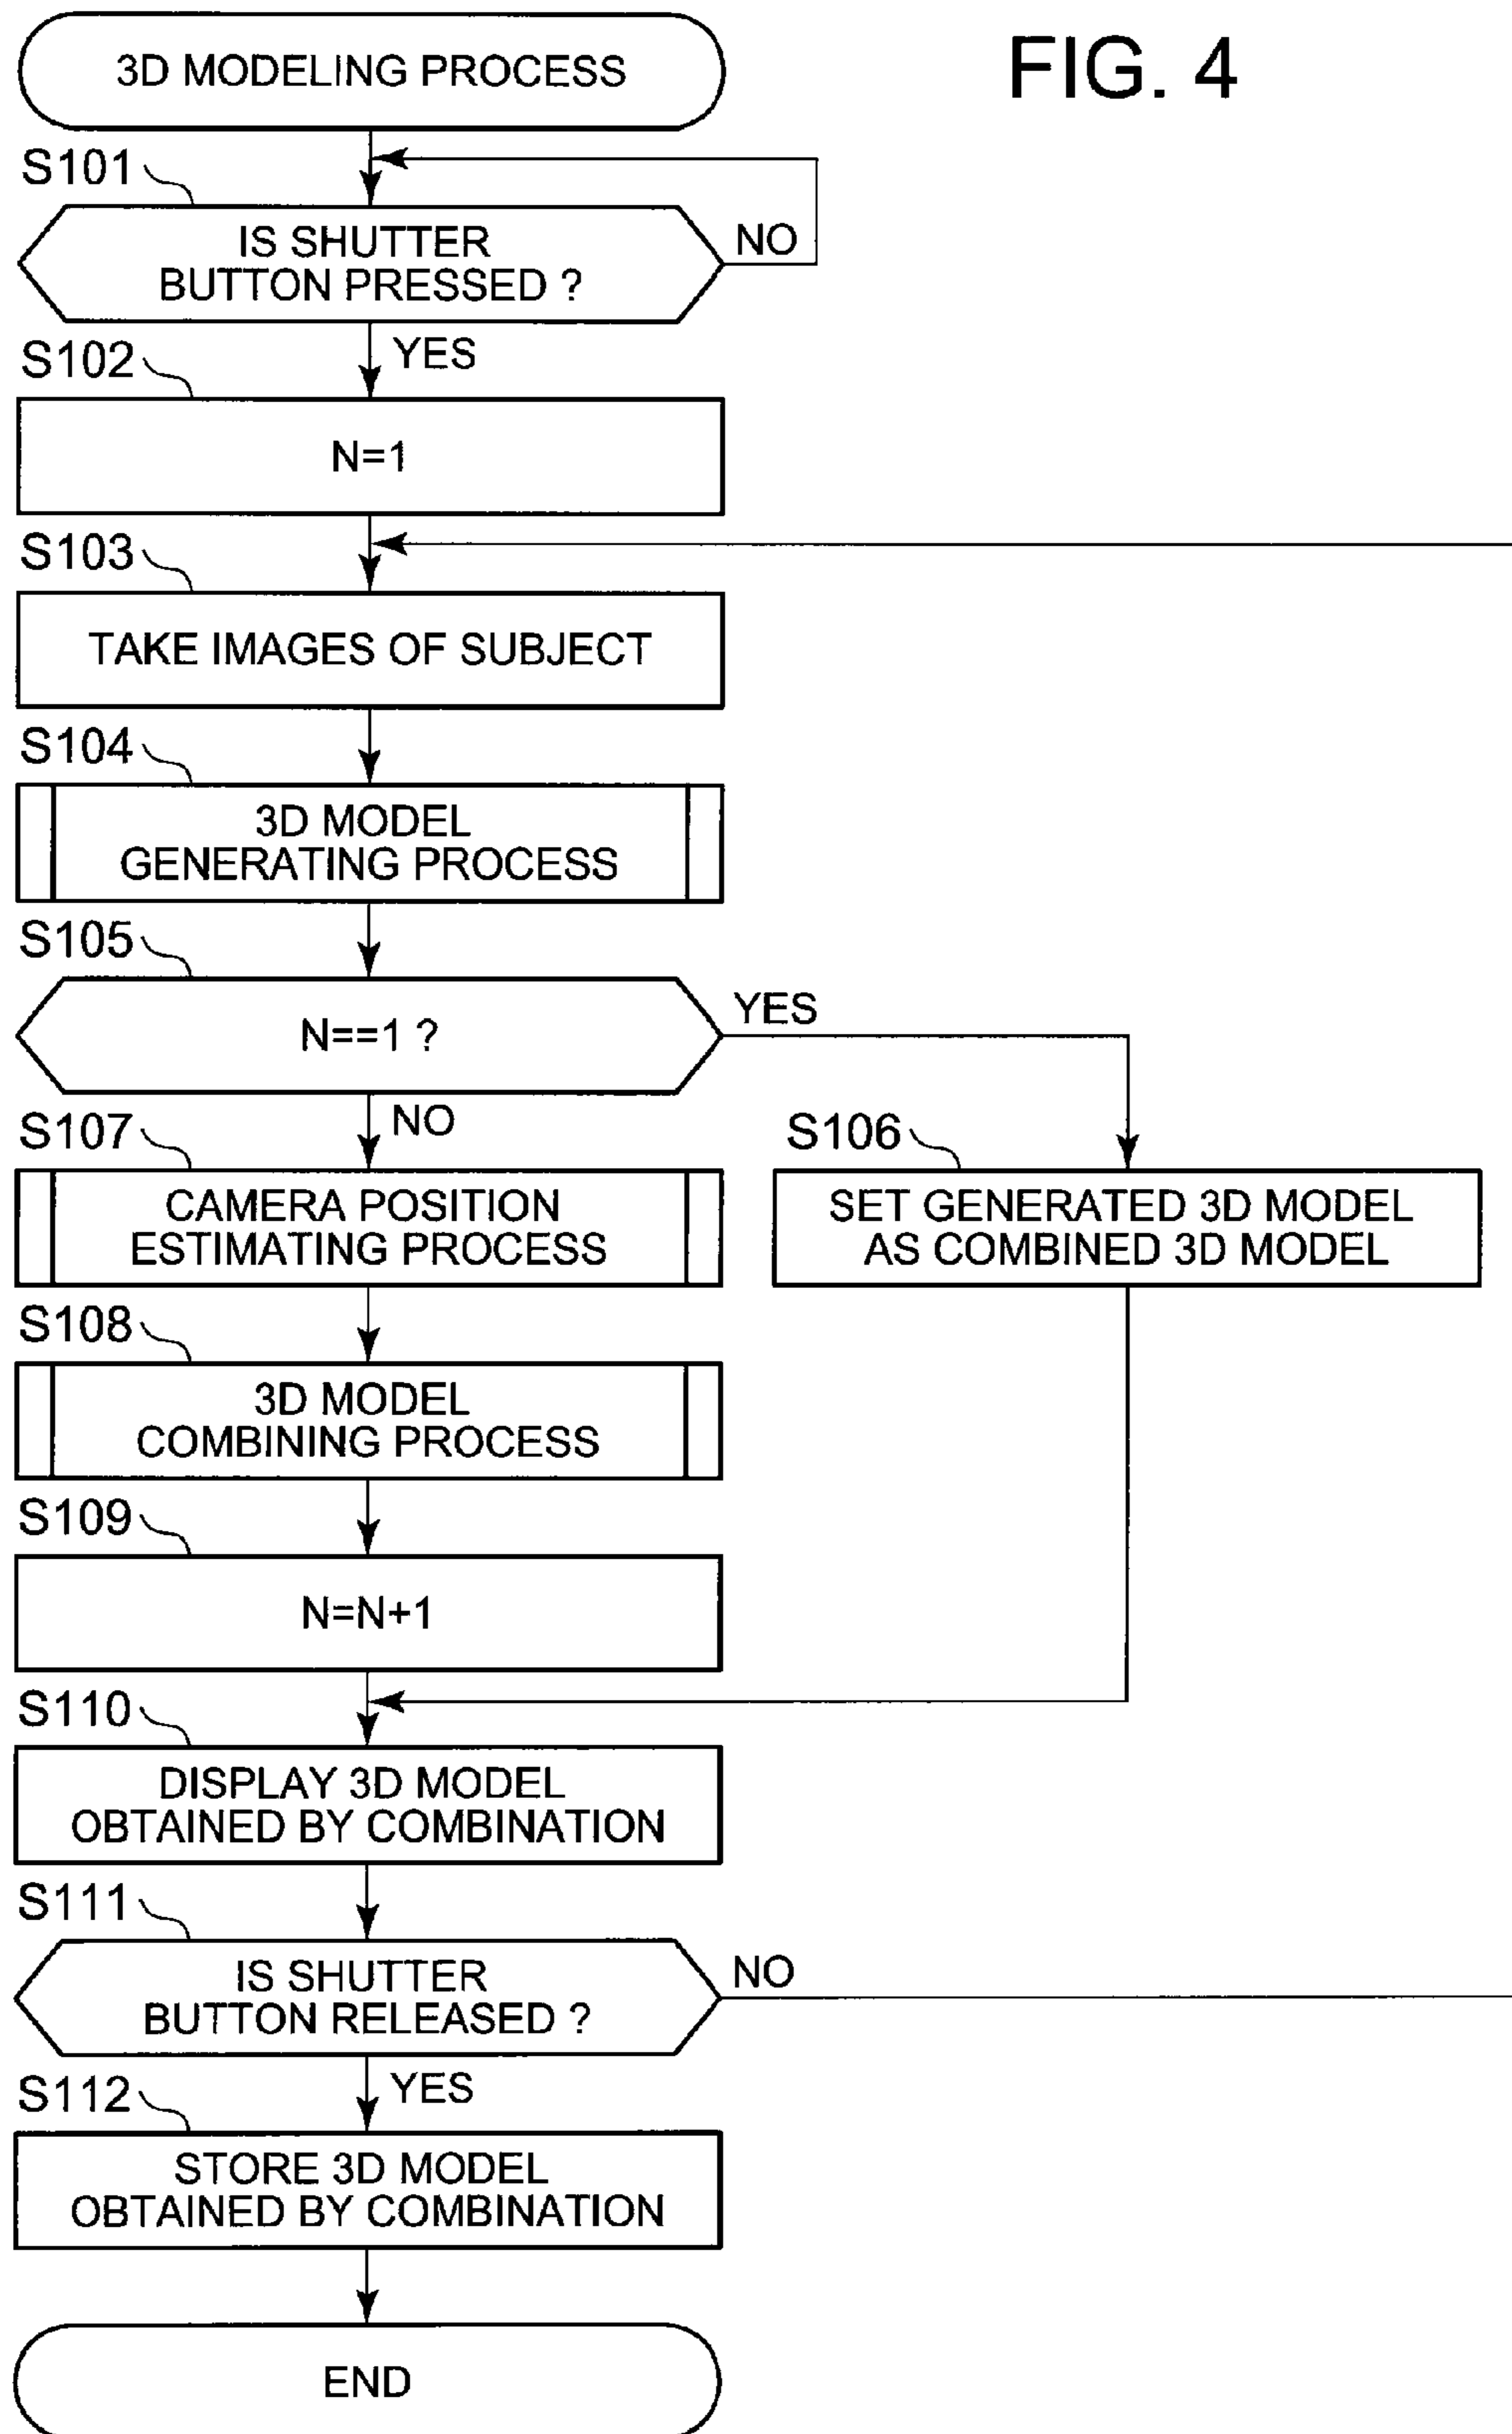 FIG. 4
3D MODELING PROCESS
S101
IS SHUTTER
BUTTON PRESSED ?
NO
YES
S102
N=1
S103
TAKE IMAGES OF SUBJECT
S104
3D MODEL
GENERATING PROCESS
S105
N==1 ?
YES
NO
S107
CAMERA POSITION
ESTIMATING PROCESS
S106
SET GENERATED 3D MODEL
AS COMBINED 3D MODEL
S108
3D MODEL
COMBINING PROCESS
S109
N=N+1
S110
DISPLAY 3D MODEL
OBTAINED BY COMBINATION
S111
IS SHUTTER
BUTTON RELEASED ?
NO
YES
S112
STORE 3D MODEL
OBTAINED BY COMBINATION
END